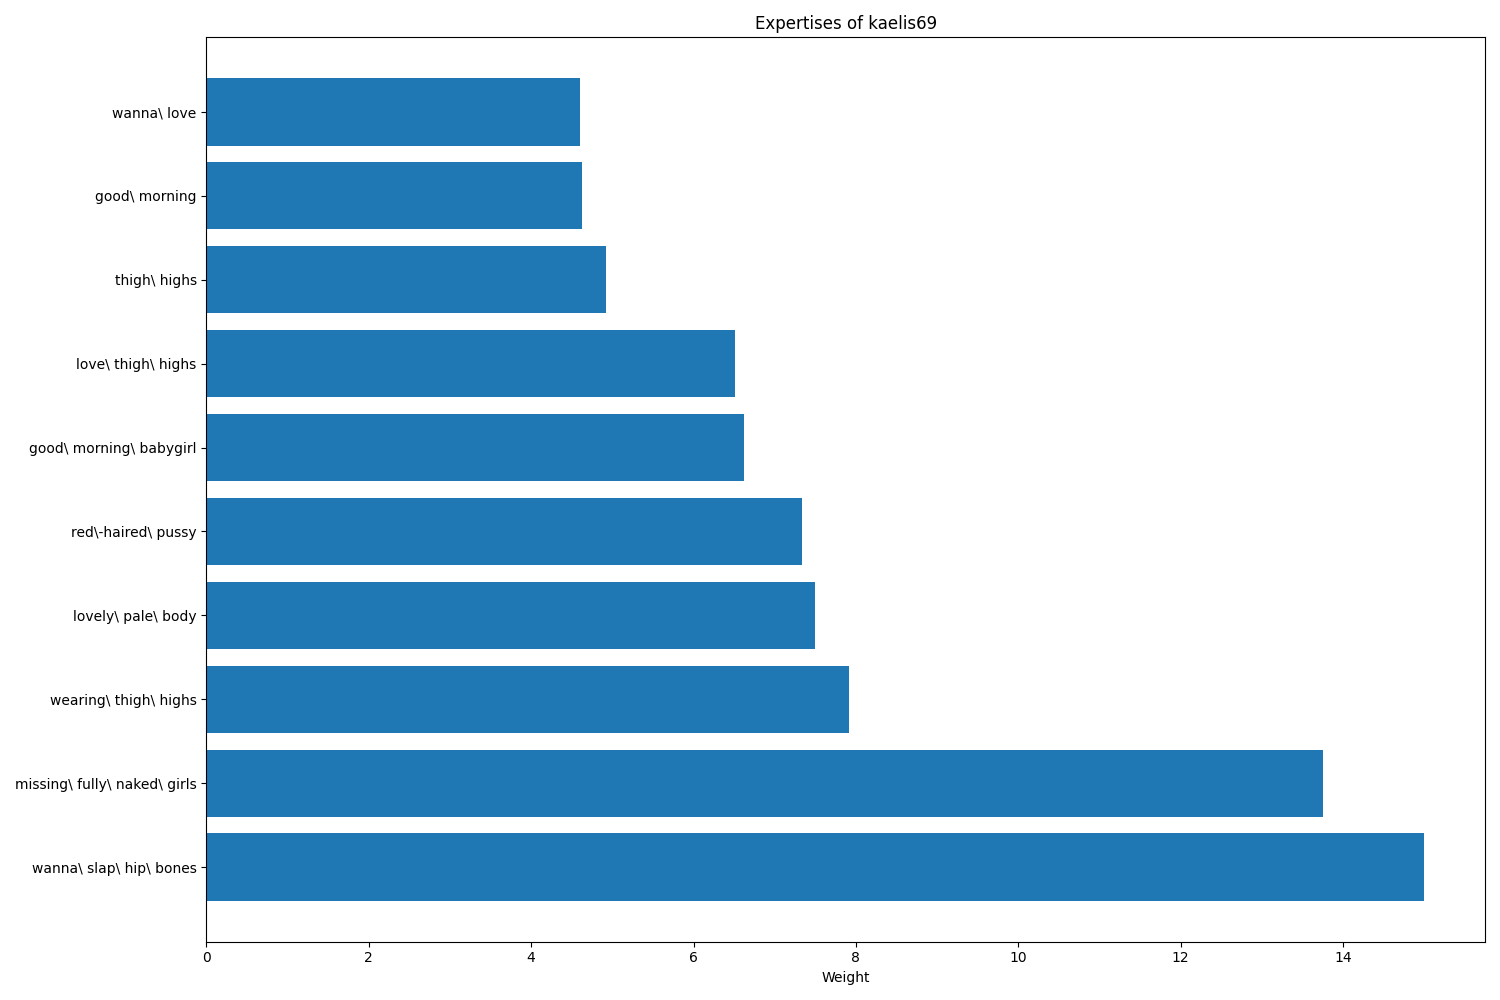 Expertises of kaelis69
wanna\ love
good\ morning
thigh\ highs
love\ thigh\ highs
good\ morning\ babygirl
red\-haired\ pussy
lovely\ pale\ body
wearing\ thigh\ highs
missing\ fully\ naked\ girls
wanna\ slap\ hip\ bones
0 2 4 6 8 10 12 14
Weight